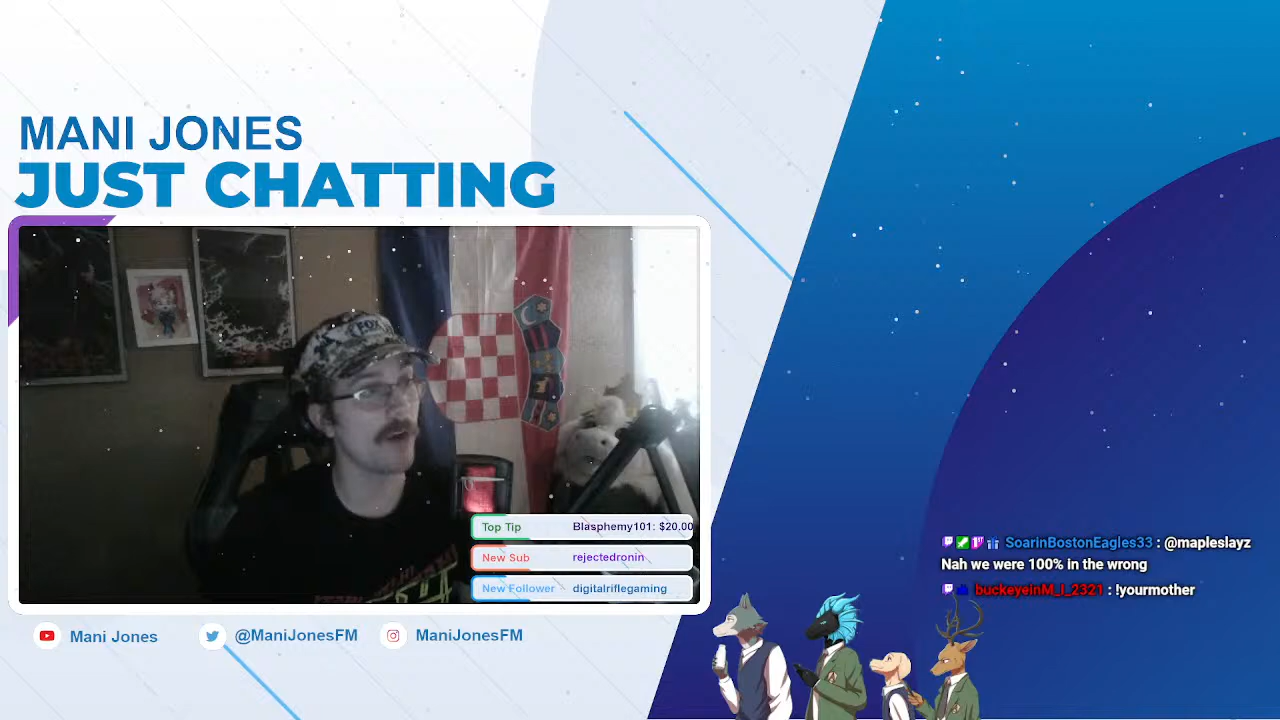 MANI JONES
JUST CHATTING
FOX
Top Tip Blasphemy101: $20.00
New Sub rejectedronin
New Follower digitalriflegaming
Mani Jones @ManiJonesFM ManiJonesFM
SoarinBostonEagles33 : @mapleslayz
Nah we were 100% in the wrong
buckeyeinM_I_2321 : !yourmother